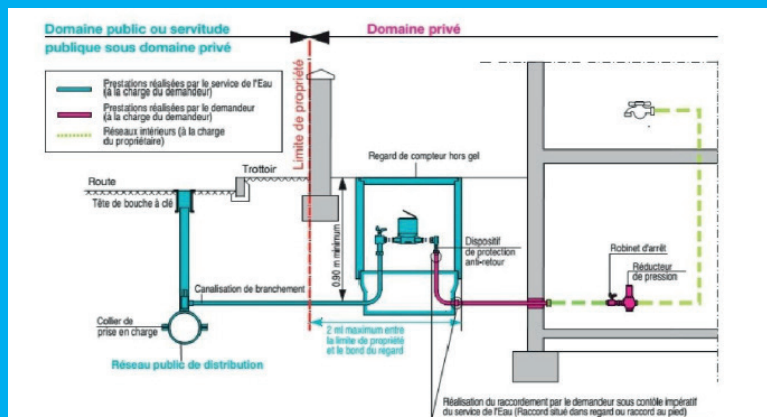 Domaine public ou servitude
publique sous domaine privé
Domaine privé
Prestations réalisées par le service de l'Eau
(à la charge du demandeur)
Prestations réalisées par le demandeur
(à la charge du demandeur)
Réseaux intérieurs (à la charge
du propriétaire)
Limite de propriété
Regard de compteur hors gel
Trottoir
Route
Tête de bouche à clé
0.90 m minimum
Dispositif
de protection
anti-retour
Robinet d'arrêt
Réducteur
de pression
Canalisation de branchement
Collier de
prise en charge
2 ml maximum entre
la limite de propriété
et le bord du regard
Réseau public de distribution
Réalisation du raccordement par le demandeur sous contôle impératif
du service de l'Eau (Raccord situé dans regard ou raccord au pied)